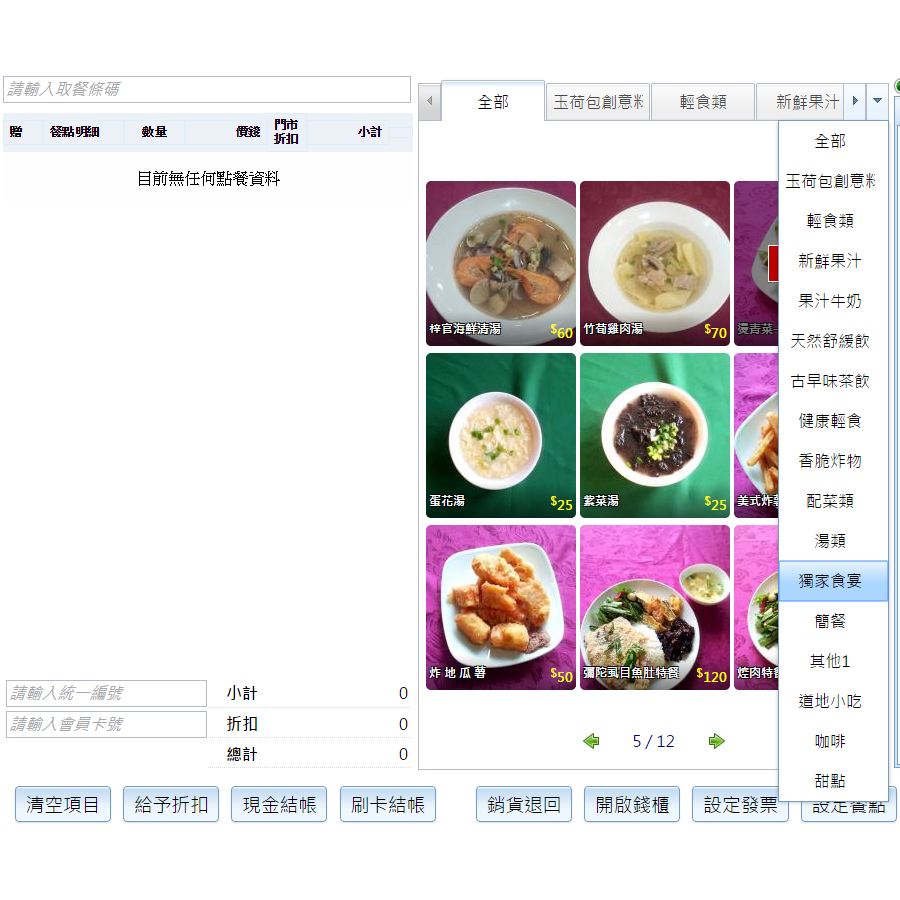 請輸入取餐條碼
贈 餐點明細 數量 價錢 門市折扣 小計
目前無任何點餐資料
請輸入統一編號
小計 0
請輸入會員卡號
折扣 0
總計 0
清空項目 給予折扣 現金結帳 刷卡結帳
全部 玉荷包創意 輕食類 新鮮果汁
梓官海鮮清湯 $60
竹荀雞肉湯 $70
燙青菜
蛋花湯 $25
紫菜湯 $25
美式炸
炸地瓜薯 $50
彌陀虱目魚肚特餐 $120
焢肉特
5 / 12
全部
玉荷包創意
輕食類
新鮮果汁
果汁牛奶
天然舒緩飲
古早味茶飲
健康輕食
香脆炸物
配菜類
湯類
獨家食宴
簡餐
其他1
道地小吃
咖啡
甜點
銷貨退回 開啟錢櫃 設定發票 設定餐點